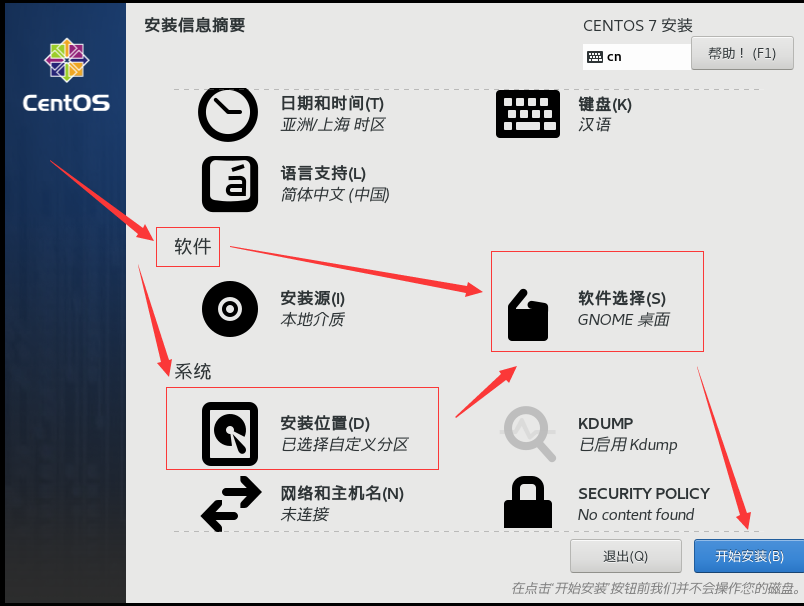 安装信息摘要
CENTOS 7 安装
cn
帮助！(F1)
CentOS
日期和时间(T)
亚洲/上海 时区
键盘(K)
汉语
语言支持(L)
简体中文 (中国)
软件
安装源(I)
本地介质
软件选择(S)
GNOME 桌面
系统
安装位置(D)
已选择自定义分区
KDUMP
已启用 Kdump
网络和主机名(N)
未连接
SECURITY POLICY
No content found
退出(Q)
开始安装(B)
在点击'开始安装'按钮前我们并不会操作您的磁盘。